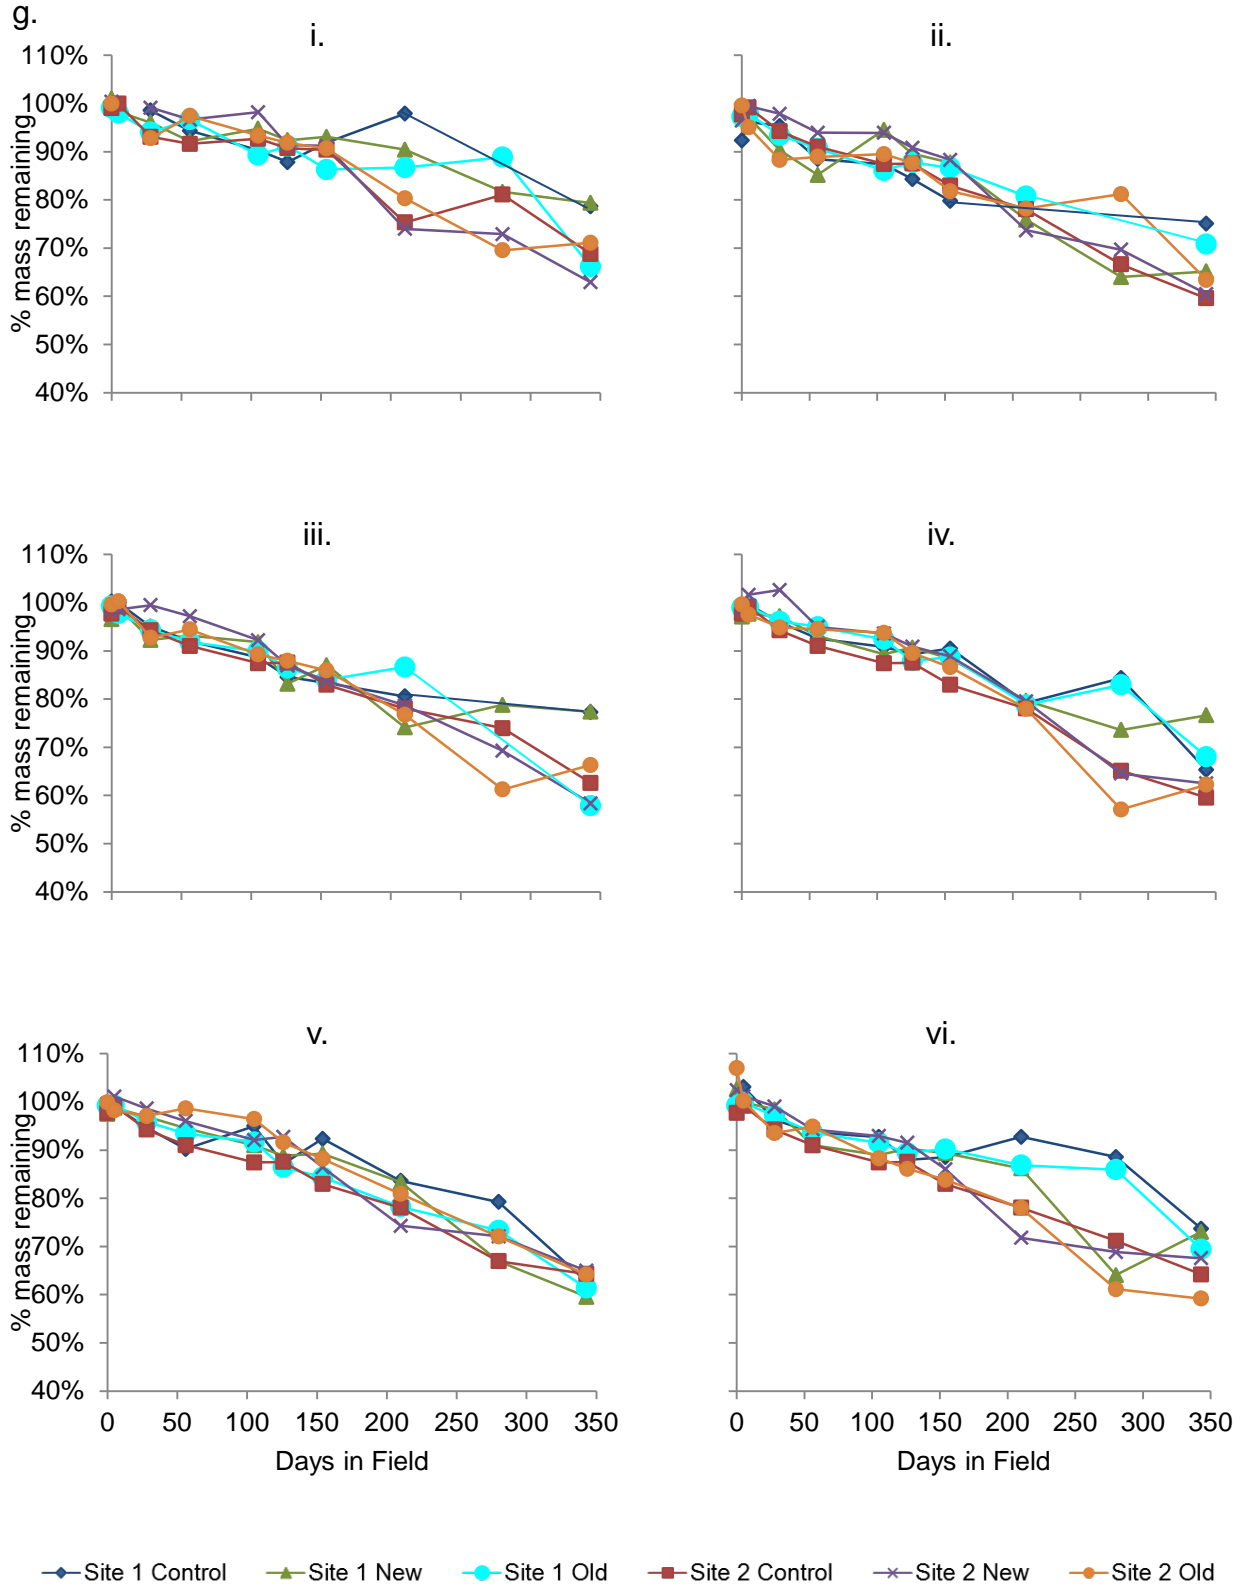 g.
i.
ii.
110%
100%
90%
80%
70%
60%
50%
40%
% mass remaining
iii.
iv.
110%
100%
90%
80%
70%
60%
50%
40%
% mass remaining
v.
vi.
110%
100%
90%
80%
70%
60%
50%
40%
% mass remaining
0 50 100 150 200 250 300 350
0 50 100 150 200 250 300 350
Days in Field
Days in Field
Site 1 Control Site 1 New Site 1 Old Site 2 Control Site 2 New Site 2 Old